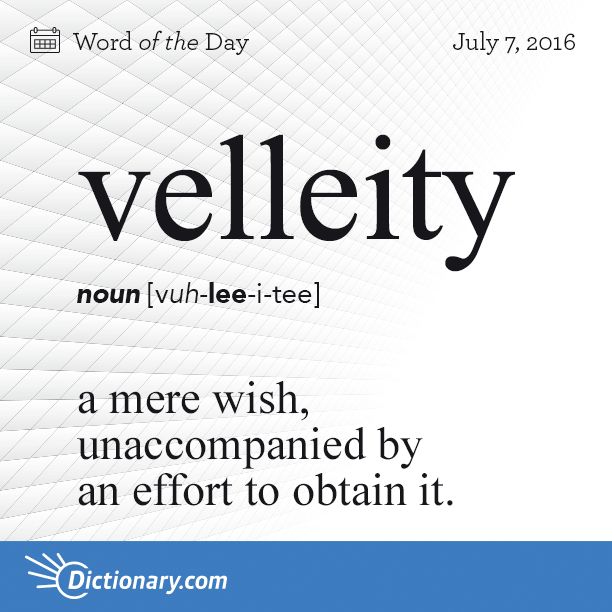 Word of the Day
July 7, 2016
velleity
noun [vuh-lee-i-tee]
a mere wish,
unaccompanied by
an effort to obtain it.
Dictionary.com